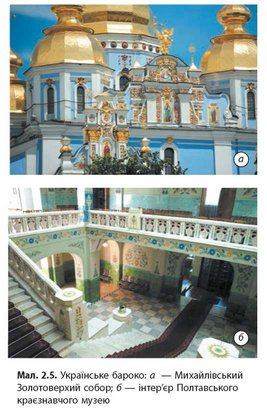 а
б
Мал. 2.5. Українське бароко: а — Михайлівський
Золотоверхий собор; б — інтер'єр Полтавського
краєзнавчого музею